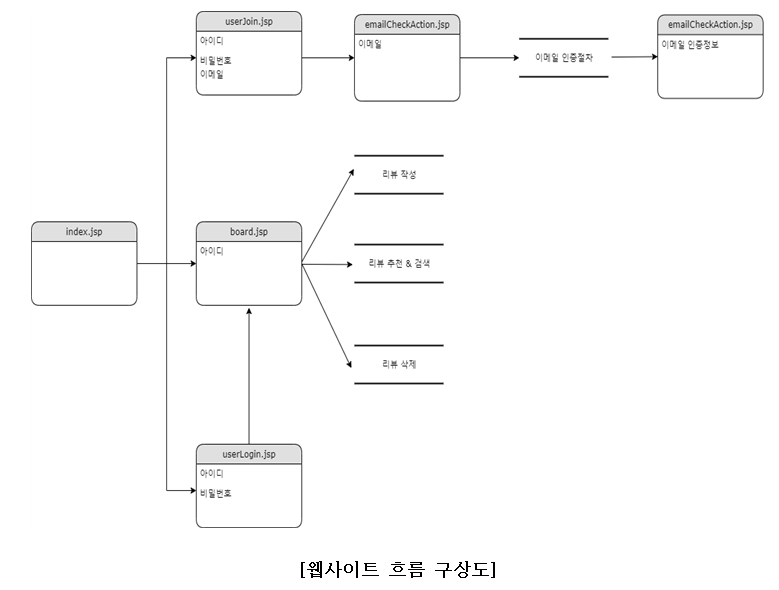 userJoin.jsp
아이디
비밀번호
이메일
emailCheckAction.jsp
이메일
이메일 인증절차
emailCheckAction.jsp
이메일 인증정보
리뷰 작성
index.jsp
board.jsp
아이디
리뷰 추천 & 검색
리뷰 삭제
userLogin.jsp
아이디
비밀번호
[웹사이트 흐름 구상도]